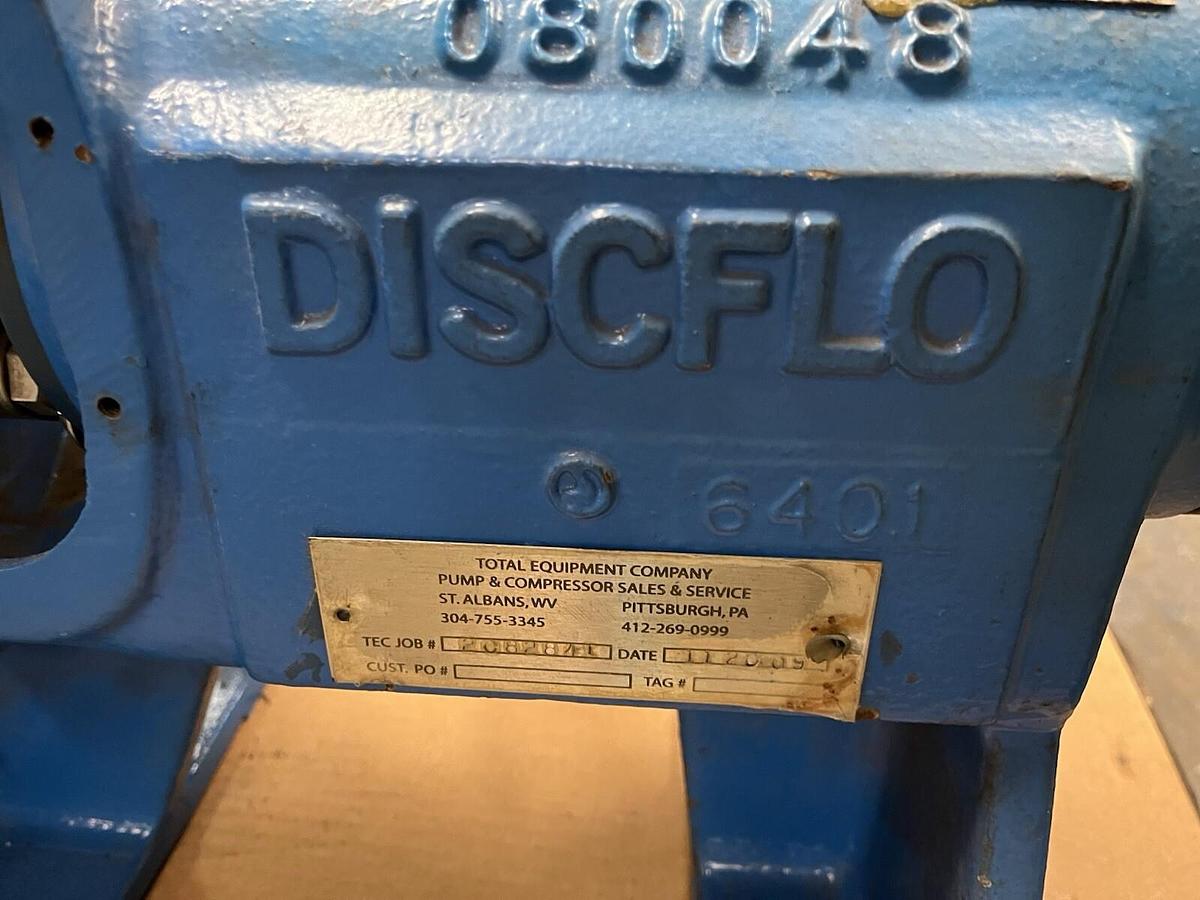 080048
DISCFLO
6401
TOTAL EQUIPMENT COMPANY
PUMP & COMPRESSOR SALES & SERVICE
ST. ALBANS, WV PITTSBURGH, PA
304-755-3345 412-269-0999
TEC JOB # DATE 112009
CUST. PO # TAG #